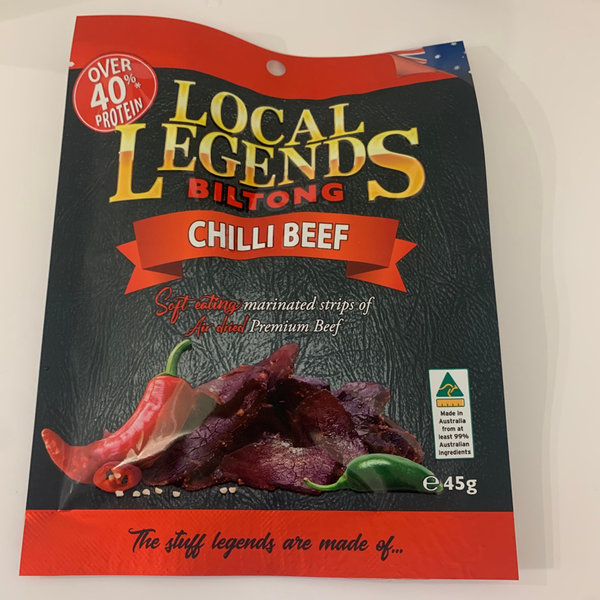 OVER
40%*
PROTEIN
LOCAL
LEGENDS
BILTONG
CHILLI BEEF
Soft-eating marinated strips of
Air dried Premium Beef
Made in
Australia
from at
least 99%
Australian
ingredients
e 45g
The stuff legends are made of...